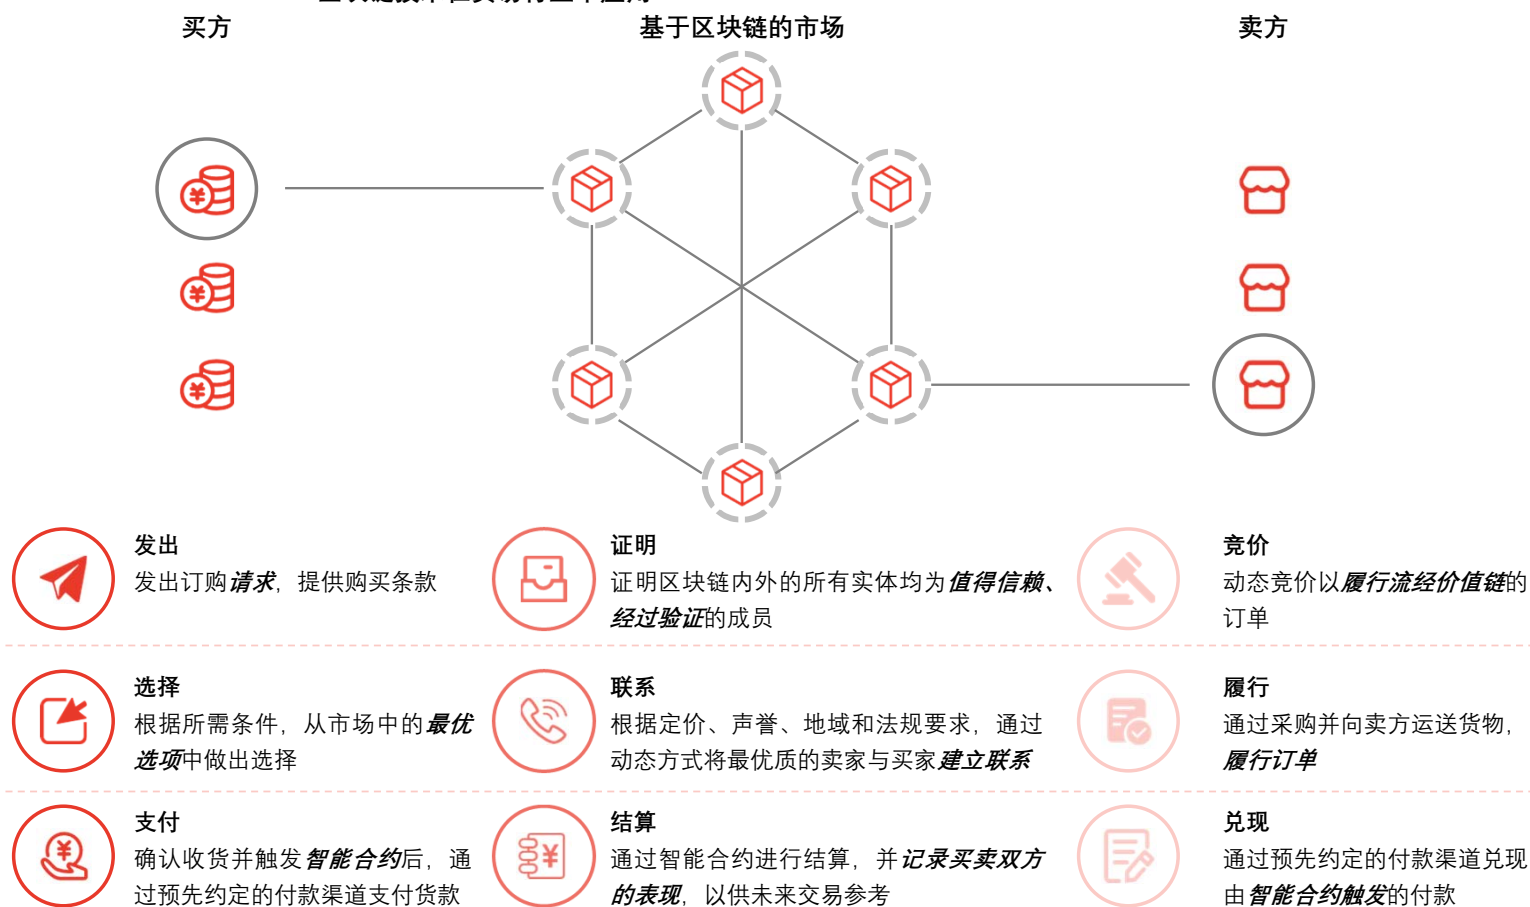 买方
基于区块链的市场
卖方
发出
发出订购请求，提供购买条款
证明
证明区块链内外的所有实体均为值得信赖、
经过验证的成员
竞价
动态竞价以履行流经价值链的
订单
选择
根据所需条件，从市场中的最优
选项中做出选择
联系
根据定价、声誉、地域和法规要求，通过
动态方式将最优质的卖家与买家建立联系
履行
通过采购并向卖方运送货物，
履行订单
支付
确认收货并触发智能合约后，通
过预先约定的付款渠道支付货款
结算
通过智能合约进行结算，并记录买卖双方
的表现，以供未来交易参考
兑现
通过预先约定的付款渠道兑现
由智能合约触发的付款